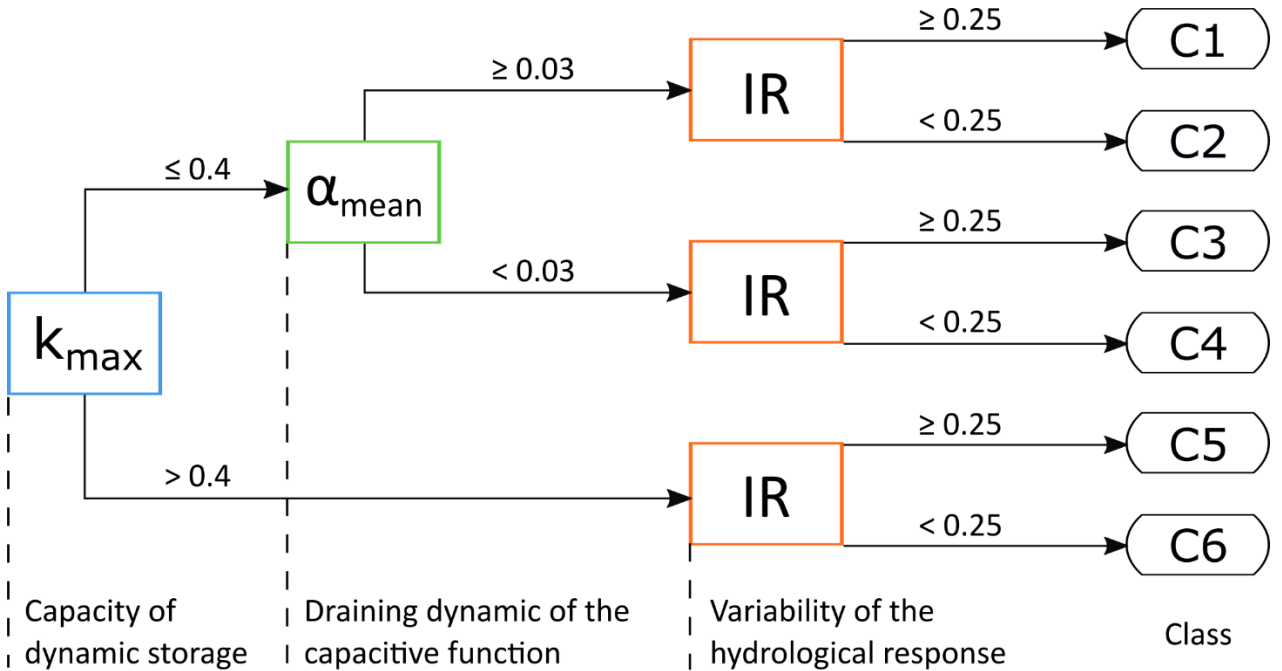 ≥ 0.25
C1
≥ 0.03
IR
< 0.25
C2
≤ 0.4
αmean
≥ 0.25
C3
< 0.03
IR
< 0.25
C4
kmax
≥ 0.25
C5
> 0.4
IR
< 0.25
C6
Capacity of
dynamic storage
Draining dynamic of the
capacitive function
Variability of the
hydrological response
Class